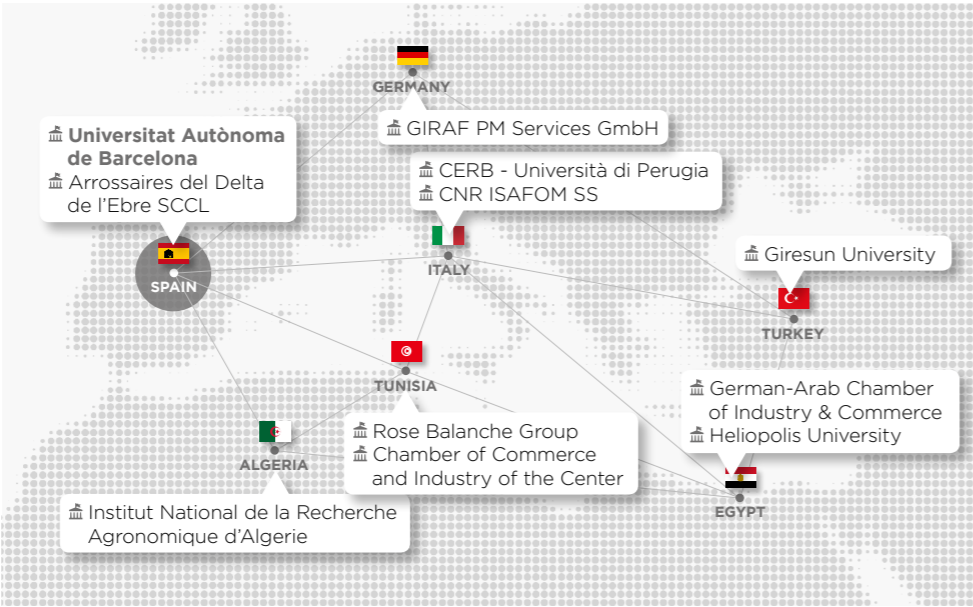 GERMANY
GIRAF PM Services GmbH
Universitat Autònoma
de Barcelona
Arrossaires del Delta
de l'Ebre SCCL
SPAIN
CERB - Università di Perugia
CNR ISAFOM SS
ITALY
Giresun University
TURKEY
TUNISIA
Rose Balanche Group
Chamber of Commerce
and Industry of the Center
German-Arab Chamber
of Industry & Commerce
Heliopolis University
EGYPT
ALGERIA
Institut National de la Recherche
Agronomique d'Algerie